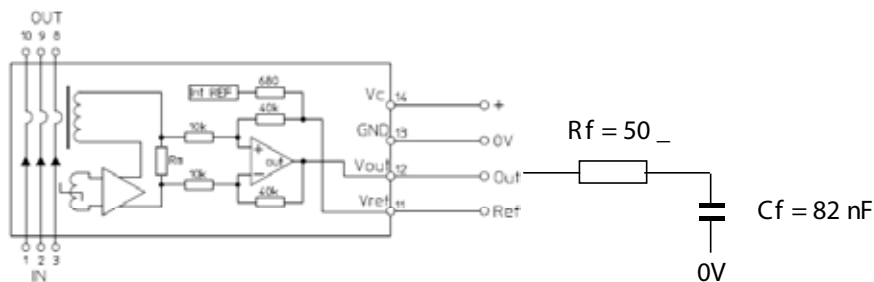 OUT
10 9 8
Int REF
680
40k
10k
Rm
10k
out
40k
+
−
Vc 14
+
GND 13
0V
Vout 12
Out
Vref 11
Ref
1 2 3
IN
Rf = 50 _
Cf = 82 nF
0V